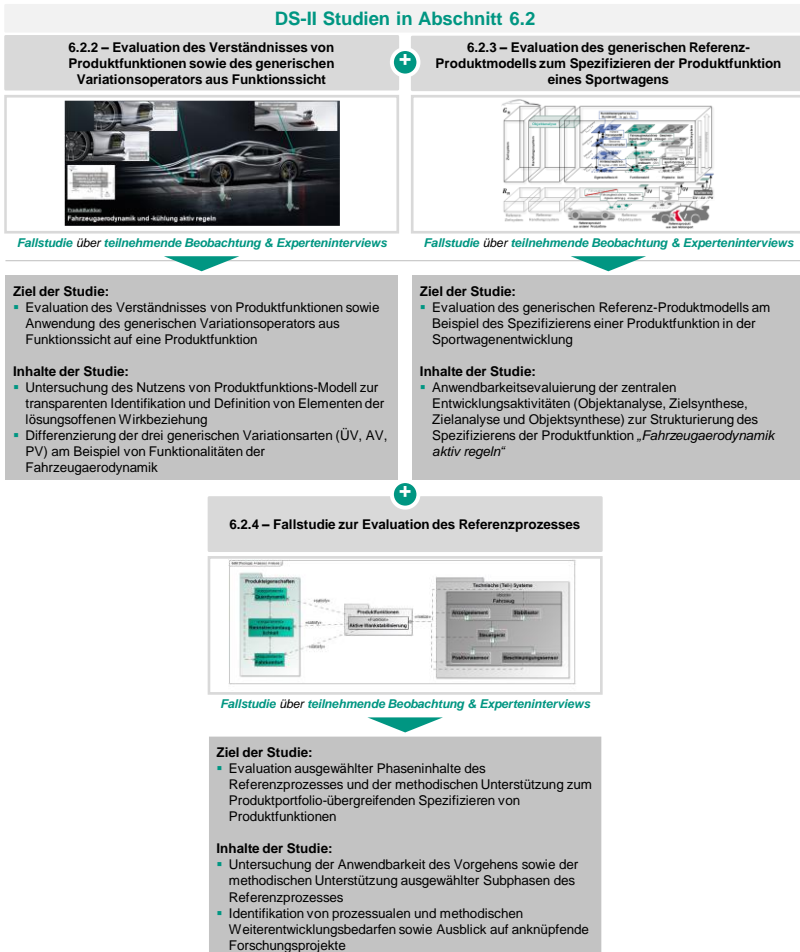 DS-II Studien in Abschnitt 6.2
6.2.2 – Evaluation des Verständnisses von
Produktfunktionen sowie des generischen
Variationsoperators aus Funktionssicht
+
6.2.3 – Evaluation des generischen Referenz-
Produktmodells zum Spezifizieren der Produktfunktion
eines Sportwagens
Produktfunktion
Fahrzeugaerodynamik und -kühlung aktiv regeln
Fallstudie über teilnehmende Beobachtung & Experteninterviews
Fallstudie über teilnehmende Beobachtung & Experteninterviews
Ziel der Studie:
▪ Evaluation des Verständnisses von Produktfunktionen sowie
Anwendung des generischen Variationsoperators aus
Funktionssicht auf eine Produktfunktion
Inhalte der Studie:
▪ Untersuchung des Nutzens von Produktfunktions-Modell zur
transparenten Identifikation und Definition von Elementen der
lösungsoffenen Wirkbeziehung
▪ Differenzierung der drei generischen Variationsarten (ÜV, AV,
PV) am Beispiel von Funktionalitäten der
Fahrzeugaerodynamik
Ziel der Studie:
▪ Evaluation des generischen Referenz-Produktmodells am
Beispiel des Spezifizierens einer Produktfunktion in der
Sportwagenentwicklung
Inhalte der Studie:
▪ Anwendbarkeitsevaluierung der zentralen
Entwicklungsaktivitäten (Objektanalyse, Zielsynthese,
Zielanalyse und Objektsynthese) zur Strukturierung des
Spezifizierens der Produktfunktion „Fahrzeugaerodynamik
aktiv regeln“
+
6.2.4 – Fallstudie zur Evaluation des Referenzprozesses
Produkteigenschaften
Querdynamik
Fahrkomfort
Produktfunktionen
Aktive Wankstabilisierung
Technische (Teil-) Systeme
Fahrzeug
Anzeigeelement
Stabilisator
Steuergerät
Positionssensor
Beschleunigungssensor
Fallstudie über teilnehmende Beobachtung & Experteninterviews
Ziel der Studie:
▪ Evaluation ausgewählter Phaseninhalte des
Referenzprozesses und der methodischen Unterstützung zum
Produktportfolio-übergreifenden Spezifizieren von
Produktfunktionen
Inhalte der Studie:
▪ Untersuchung der Anwendbarkeit des Vorgehens sowie der
methodischen Unterstützung ausgewählter Subphasen des
Referenzprozesses
▪ Identifikation von prozessualen und methodischen
Weiterentwicklungsbedarfen sowie Ausblick auf anknüpfende
Forschungsprojekte